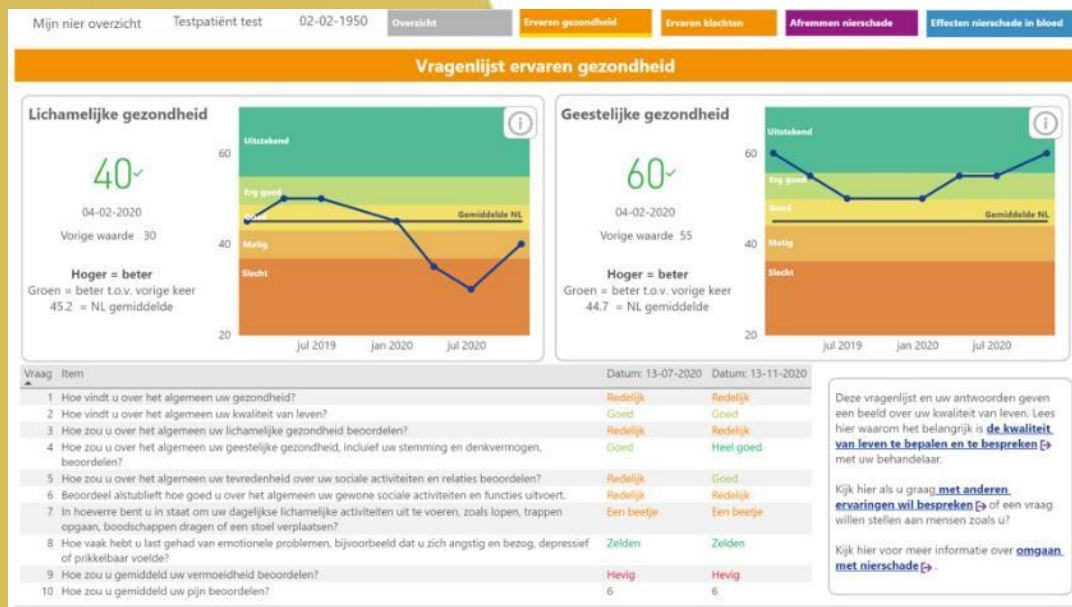 Mijn nier overzicht
Testpatiënt test
02-02-1950
Overzicht
Ervaren gezondheid
Ervaren klachten
Afremmen nierschade
Effecten nierschade in bloed
Vragenlijst ervaren gezondheid
Lichamelijke gezondheid
40
04-02-2020
Vorige waarde 30
Hoger = beter
Groen = beter t.o.v. vorige keer
45.2 = NL gemiddelde
60
40
20
Uitstekend
Erg goed
Goed
Matig
Slecht
Gemiddelde NL
jul 2019
jan 2020
jul 2020
Geestelijke gezondheid
60
04-02-2020
Vorige waarde 55
Hoger = beter
Groen = beter t.o.v. vorige keer
44.7 = NL gemiddelde
60
40
20
Uitstekend
Erg goed
Goed
Matig
Slecht
Gemiddelde NL
jul 2019
jan 2020
jul 2020
Vraag Item Datum: 13-07-2020 Datum: 13-11-2020
1 Hoe vindt u over het algemeen uw gezondheid? Redelijk Redelijk
2 Hoe vindt u over het algemeen uw kwaliteit van leven? Goed Goed
3 Hoe zou u over het algemeen uw lichamelijke gezondheid beoordelen? Redelijk Redelijk
4 Hoe zou u over het algemeen uw geestelijke gezondheid, incluief uw stemming en denkvermogen, Goed Heel goed
beoordelen?
5 Hoe zou u over het algemeen uw tevredenheid over uw sociale activiteiten en relaties beoordelen? Redelijk Goed
6 Beoordeel alstublieft hoe goed u over het algemeen uw gewone sociale activiteiten en functies uitvoert. Redelijk Redelijk
7 In hoeverre bent u in staat om uw dagelijkse lichamelijke activiteiten uit te voeren, zoals lopen, trappen Een beetje Een beetje
opgaan, boodschappen dragen of een stoel verplaatsen?
8 Hoe vaak hebt u last gehad van emotionele problemen, bijvoorbeeld dat u zich angstig en bezog, depressief Zelden Zelden
of prikkelbaar voelde?
9 Hoe zou u gemiddeld uw vermoeidheid beoordelen? Hevig Hevig
10 Hoe zou u gemiddeld uw pijn beoordelen? 6 6
Deze vragenlijst en uw antwoorden geven
een beeld over uw kwaliteit van leven. Lees
hier waarom het belangrijk is de kwaliteit
van leven te bepalen en te bespreken
met uw behandelaar.
Kijk hier als u graag met anderen
ervaringen wil bespreken of een vraag
willen stellen aan mensen zoals u?
Kijk hier voor meer informatie over omgaan
met nierschade.